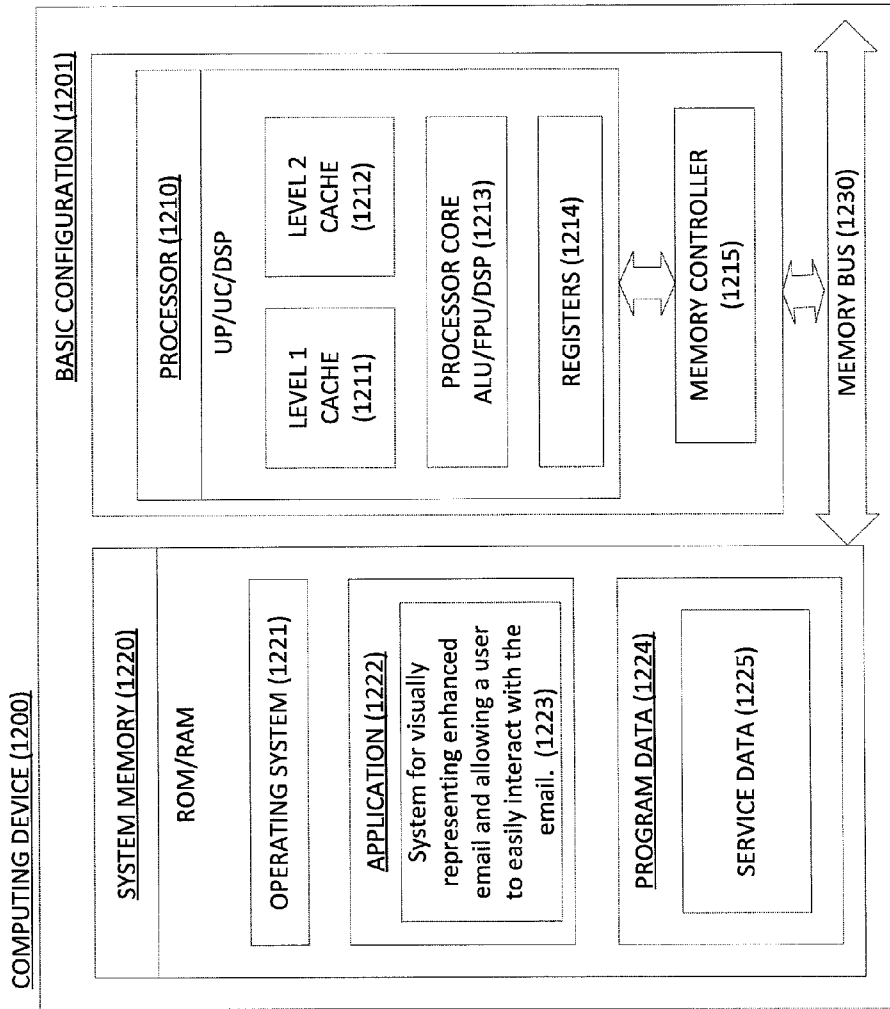 COMPUTING DEVICE (1200)
SYSTEM MEMORY (1220)
ROM/RAM
OPERATING SYSTEM (1221)
APPLICATION (1222)
System for visually
representing enhanced
email and allowing a user
to easily interact with the
email. (1223)
PROGRAM DATA (1224)
SERVICE DATA (1225)
BASIC CONFIGURATION (1201)
PROCESSOR (1210)
UP/UC/DSP
LEVEL 1
CACHE
(1211)
LEVEL 2
CACHE
(1212)
PROCESSOR CORE
ALU/FPU/DSP (1213)
REGISTERS (1214)
MEMORY CONTROLLER
(1215)
MEMORY BUS (1230)